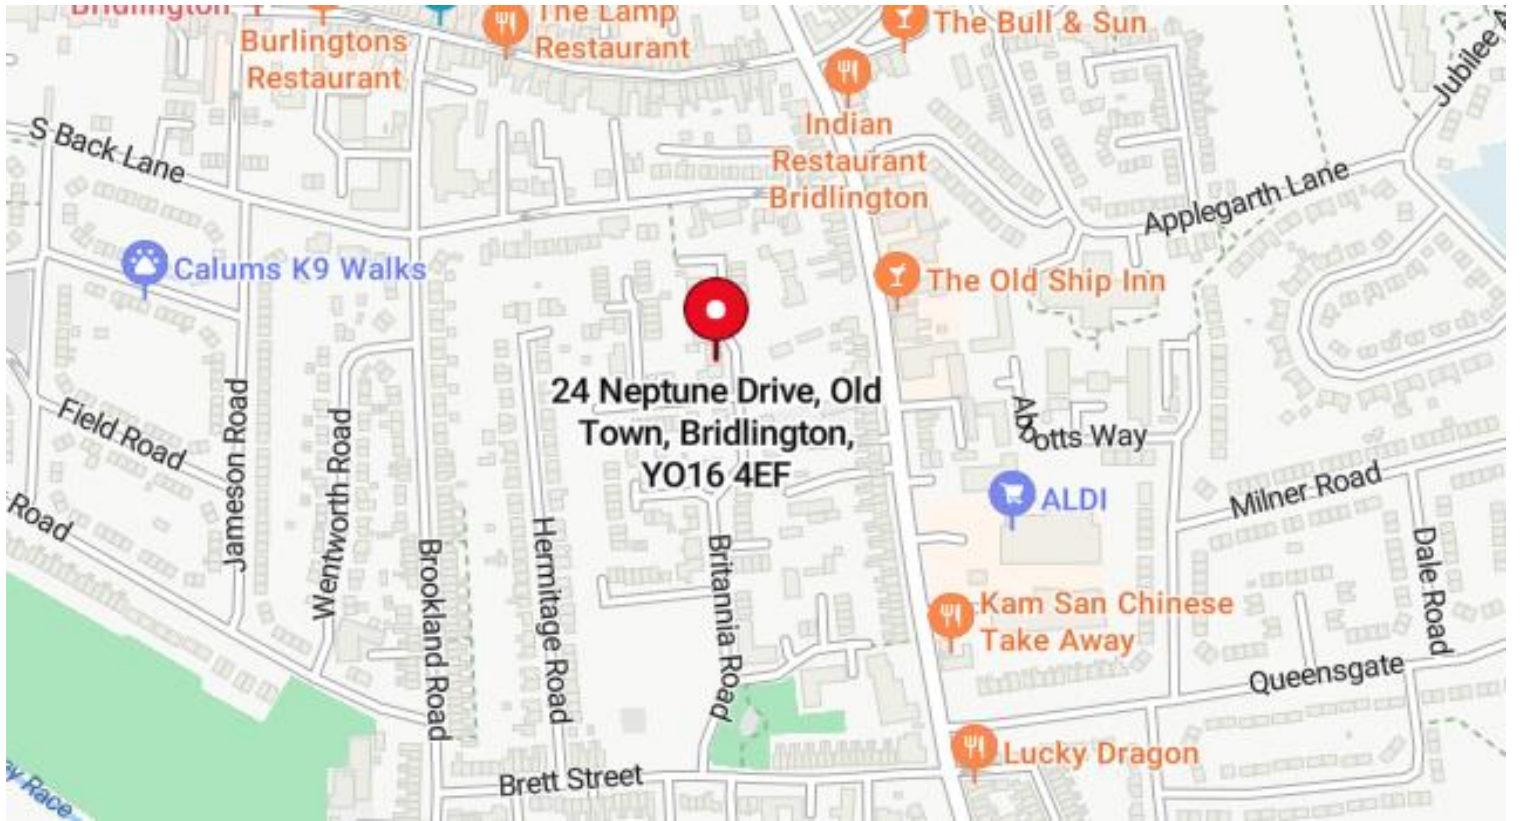 Bridlington
Burlingtons
Restaurant
The Lamp
Restaurant
The Bull & Sun
Indian
Restaurant
Bridlington
Jubilee
S Back Lane
Applegarth Lane
Calums K9 Walks
The Old Ship Inn
24 Neptune Drive, Old
Town, Bridlington,
YO16 4EF
Field Road
Jameson Road
Wentworth Road
Abbotts Way
ALDI
Milner Road
Road
Brookland Road
Hermitage Road
Britannia Road
Dale Road
Kam San Chinese
Take Away
Queensgate
Lucky Dragon
Brett Street
Race